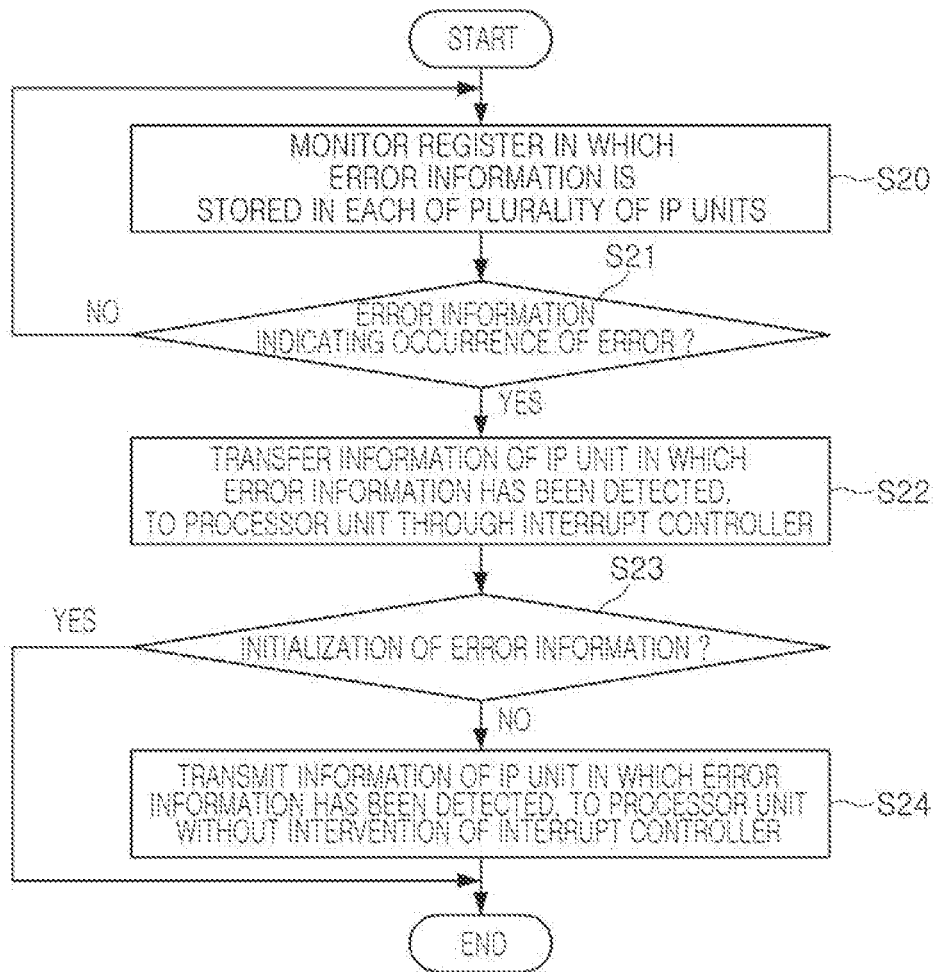 START
MONITOR REGISTER IN WHICH
ERROR INFORMATION IS
STORED IN EACH OF PLURALITY OF IP UNITS
S20
S21
ERROR INFORMATION
INDICATING OCCURRENCE OF ERROR ?
NO
YES
TRANSFER INFORMATION OF IP UNIT IN WHICH
ERROR INFORMATION HAS BEEN DETECTED,
TO PROCESSOR UNIT THROUGH INTERRUPT CONTROLLER
S22
S23
YES
INITIALIZATION OF ERROR INFORMATION ?
NO
TRANSMIT INFORMATION OF IP UNIT IN WHICH ERROR
INFORMATION HAS BEEN DETECTED, TO PROCESSOR UNIT
WITHOUT INTERVENTION OF INTERRUPT CONTROLLER
S24
END